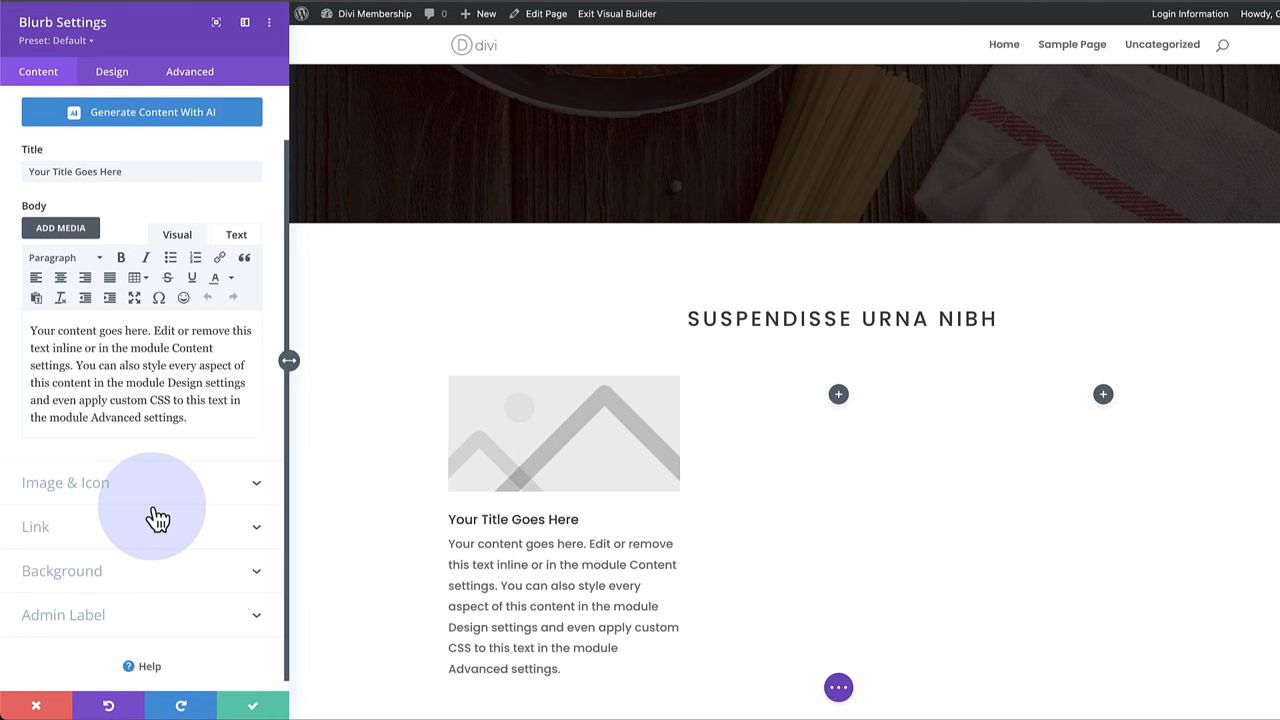 Blurb Settings
Preset: Default
Content Design Advanced
AI Generate Content With AI
Title
Your Title Goes Here
Body
ADD MEDIA
Visual Text
Paragraph
Your content goes here. Edit or remove this
text inline or in the module Content
settings. You can also style every aspect of
this content in the module Design settings
and even apply custom CSS to this text in
the module Advanced settings.
Image & Icon
Link
Background
Admin Label
Help
Divi Membership 0 New Edit Page Exit Visual Builder Login Information Howdy, G
D divi Home Sample Page Uncategorized
SUSPENDISSE URNA NIBH
Your Title Goes Here
Your content goes here. Edit or remove
this text inline or in the module Content
settings. You can also style every
aspect of this content in the module
Design settings and even apply custom
CSS to this text in the module
Advanced settings.